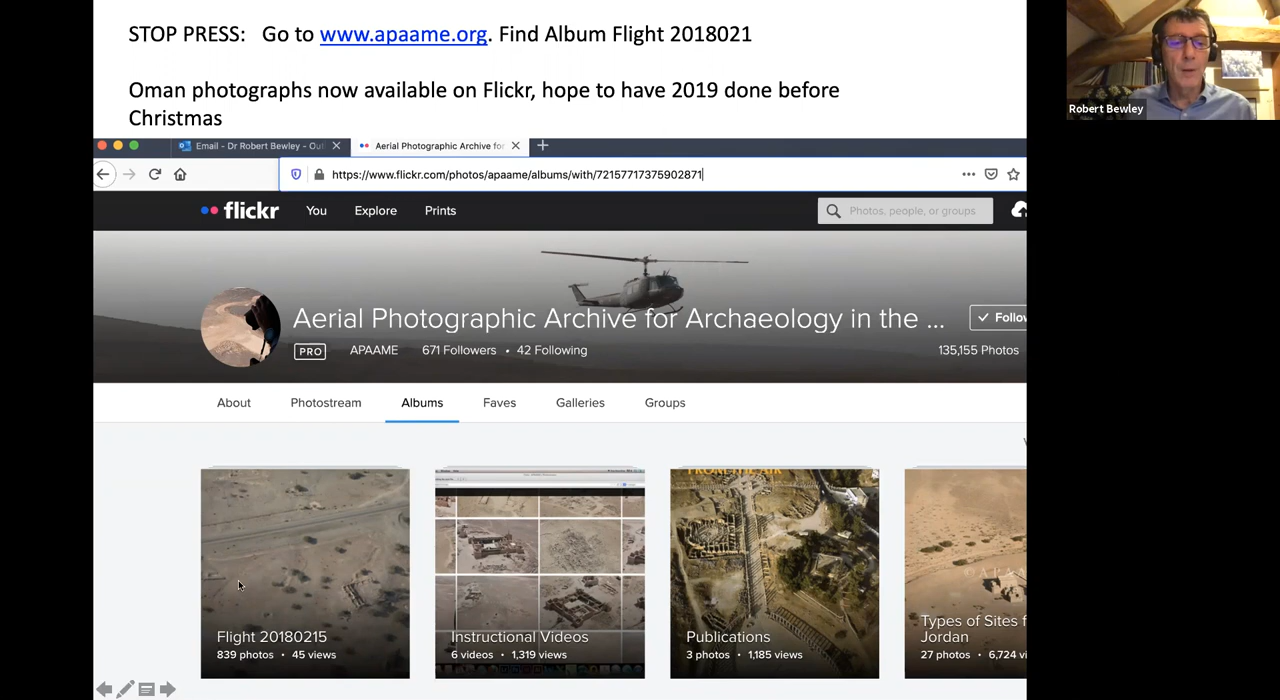 STOP PRESS: Go to www.apaame.org. Find Album Flight 2018021
Oman photographs now available on Flickr, hope to have 2019 done before
Christmas
Robert Bewley
Email - Dr Robert Bewley - Ou
Aerial Photographic Archive for
https://www.flickr.com/photos/apaame/albums/with/72157717375902871
flickr
You
Explore
Prints
Photos, people, or groups
Aerial Photographic Archive for Archaeology in the ...
Follow
PRO
APAAME
671 Followers • 42 Following
135,155 Photos
About
Photostream
Albums
Faves
Galleries
Groups
Flight 20180215
839 photos • 45 views
Instructional Videos
6 videos • 1,319 views
FROM THE AIR
Publications
3 photos • 1,185 views
Types of Sites f
Jordan
27 photos • 6,724 vi